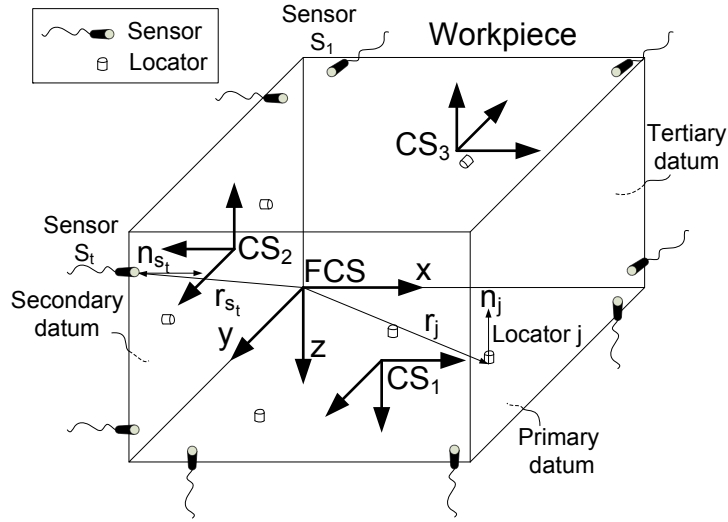 Sensor
Locator
Sensor
S1
Workpiece
CS3
Tertiary
datum
Sensor
St
nst
CS2
FCS
x
Secondary
datum
rst
y
z
rj
nj
Locator j
CS1
Primary
datum